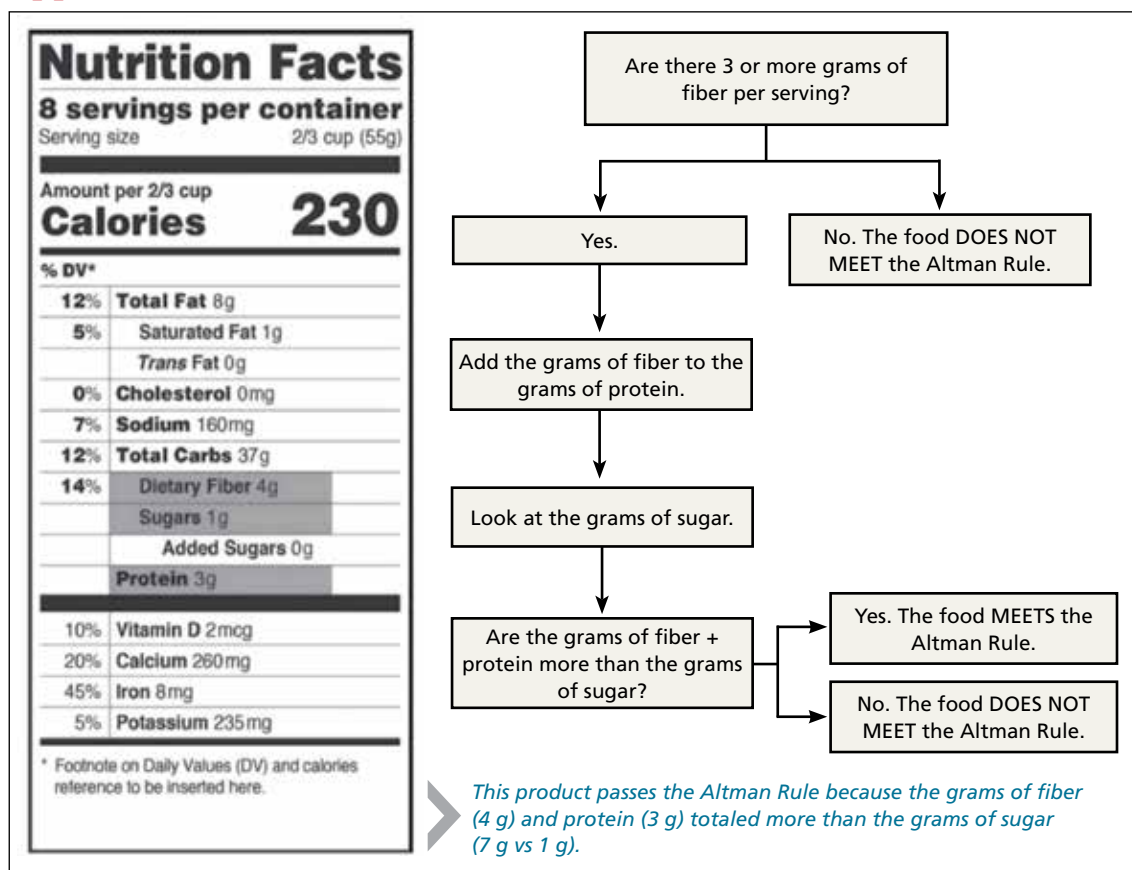 Nutrition Facts
8 servings per container
Serving size 2/3 cup (55g)
Amount per 2/3 cup
Calories 230
% DV*
12% Total Fat 8g
5% Saturated Fat 1g
Trans Fat 0g
0% Cholesterol 0mg
7% Sodium 160mg
12% Total Carbs 37g
14% Dietary Fiber 4g
Sugars 1g
Added Sugars 0g
Protein 3g
10% Vitamin D 2mcg
20% Calcium 260mg
45% Iron 8mg
5% Potassium 235mg
* Footnote on Daily Values (DV) and calories
reference to be inserted here.
Are there 3 or more grams of
fiber per serving?
Yes.
No. The food DOES NOT
MEET the Altman Rule.
Add the grams of fiber to the
grams of protein.
Look at the grams of sugar.
Are the grams of fiber +
protein more than the grams
of sugar?
Yes. The food MEETS the
Altman Rule.
No. The food DOES NOT
MEET the Altman Rule.
This product passes the Altman Rule because the grams of fiber
(4 g) and protein (3 g) totaled more than the grams of sugar
(7 g vs 1 g).